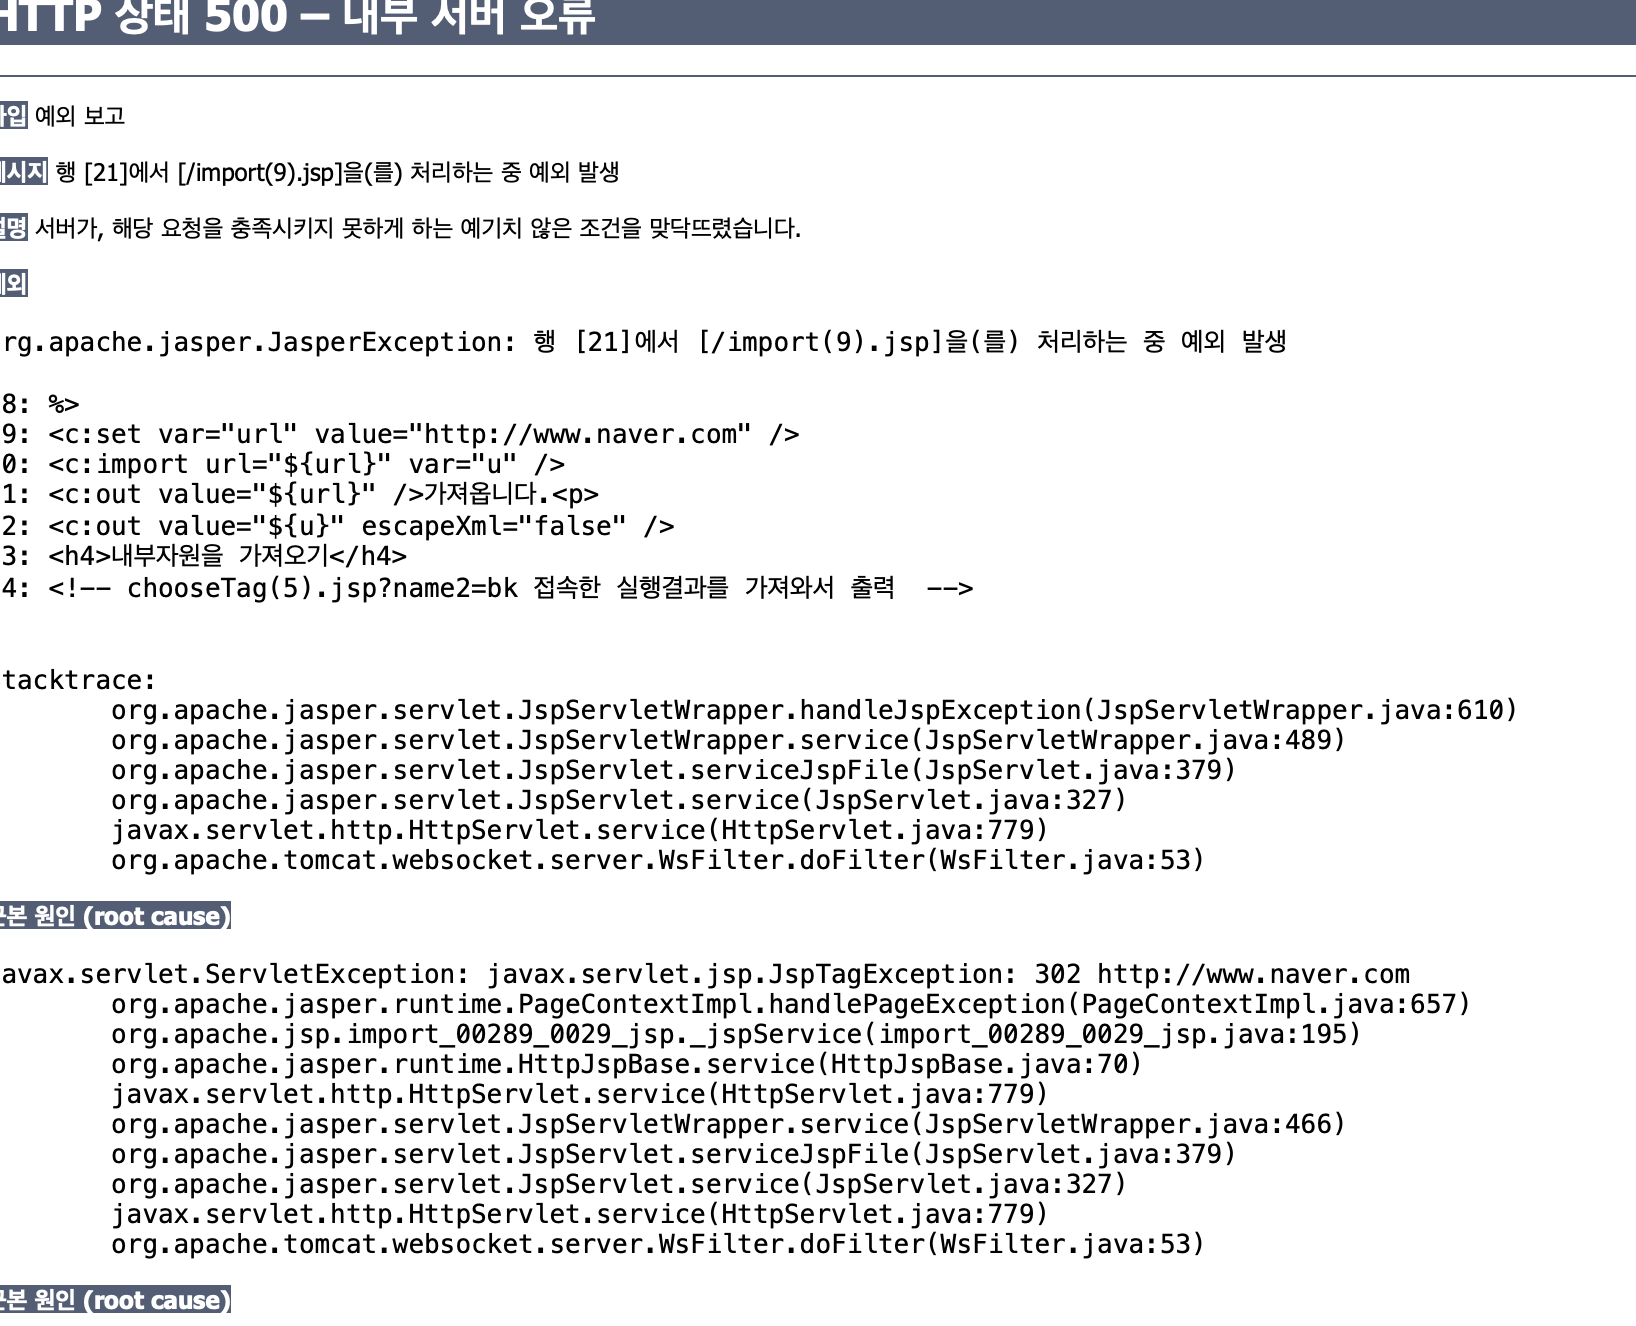 HTTP 상태 500 – 내부 서버 오류
타입 예외 보고
메시지 행 [21]에서 [/import(9).jsp]을(를) 처리하는 중 예외 발생
설명 서버가, 해당 요청을 충족시키지 못하게 하는 예기치 않은 조건을 맞닥뜨렸습니다.
예외
rg.apache.jasper.JasperException: 행 [21]에서 [/import(9).jsp]을(를) 처리하는 중 예외 발생
8: %>
9: <c:set var="url" value="http://www.naver.com" />
0: <c:import url="${url}" var="u" />
1: <c:out value="${url}" />가져옵니다.<p>
2: <c:out value="${u}" escapeXml="false" />
3: <h4>내부자원을 가져오기</h4>
4: <!-- chooseTag(5).jsp?name2=bk 접속한 실행결과를 가져와서 출력  -->
tacktrace:
org.apache.jasper.servlet.JspServletWrapper.handleJspException(JspServletWrapper.java:610)
org.apache.jasper.servlet.JspServletWrapper.service(JspServletWrapper.java:489)
org.apache.jasper.servlet.JspServlet.serviceJspFile(JspServlet.java:379)
org.apache.jasper.servlet.JspServlet.service(JspServlet.java:327)
javax.servlet.http.HttpServlet.service(HttpServlet.java:779)
org.apache.tomcat.websocket.server.WsFilter.doFilter(WsFilter.java:53)
근본 원인 (root cause)
avax.servlet.ServletException: javax.servlet.jsp.JspTagException: 302 http://www.naver.com
org.apache.jasper.runtime.PageContextImpl.handlePageException(PageContextImpl.java:657)
org.apache.jsp.import_00289_0029_jsp._jspService(import_00289_0029_jsp.java:195)
org.apache.jasper.runtime.HttpJspBase.service(HttpJspBase.java:70)
javax.servlet.http.HttpServlet.service(HttpServlet.java:779)
org.apache.jasper.servlet.JspServletWrapper.service(JspServletWrapper.java:466)
org.apache.jasper.servlet.JspServlet.serviceJspFile(JspServlet.java:379)
org.apache.jasper.servlet.JspServlet.service(JspServlet.java:327)
javax.servlet.http.HttpServlet.service(HttpServlet.java:779)
org.apache.tomcat.websocket.server.WsFilter.doFilter(WsFilter.java:53)
근본 원인 (root cause)